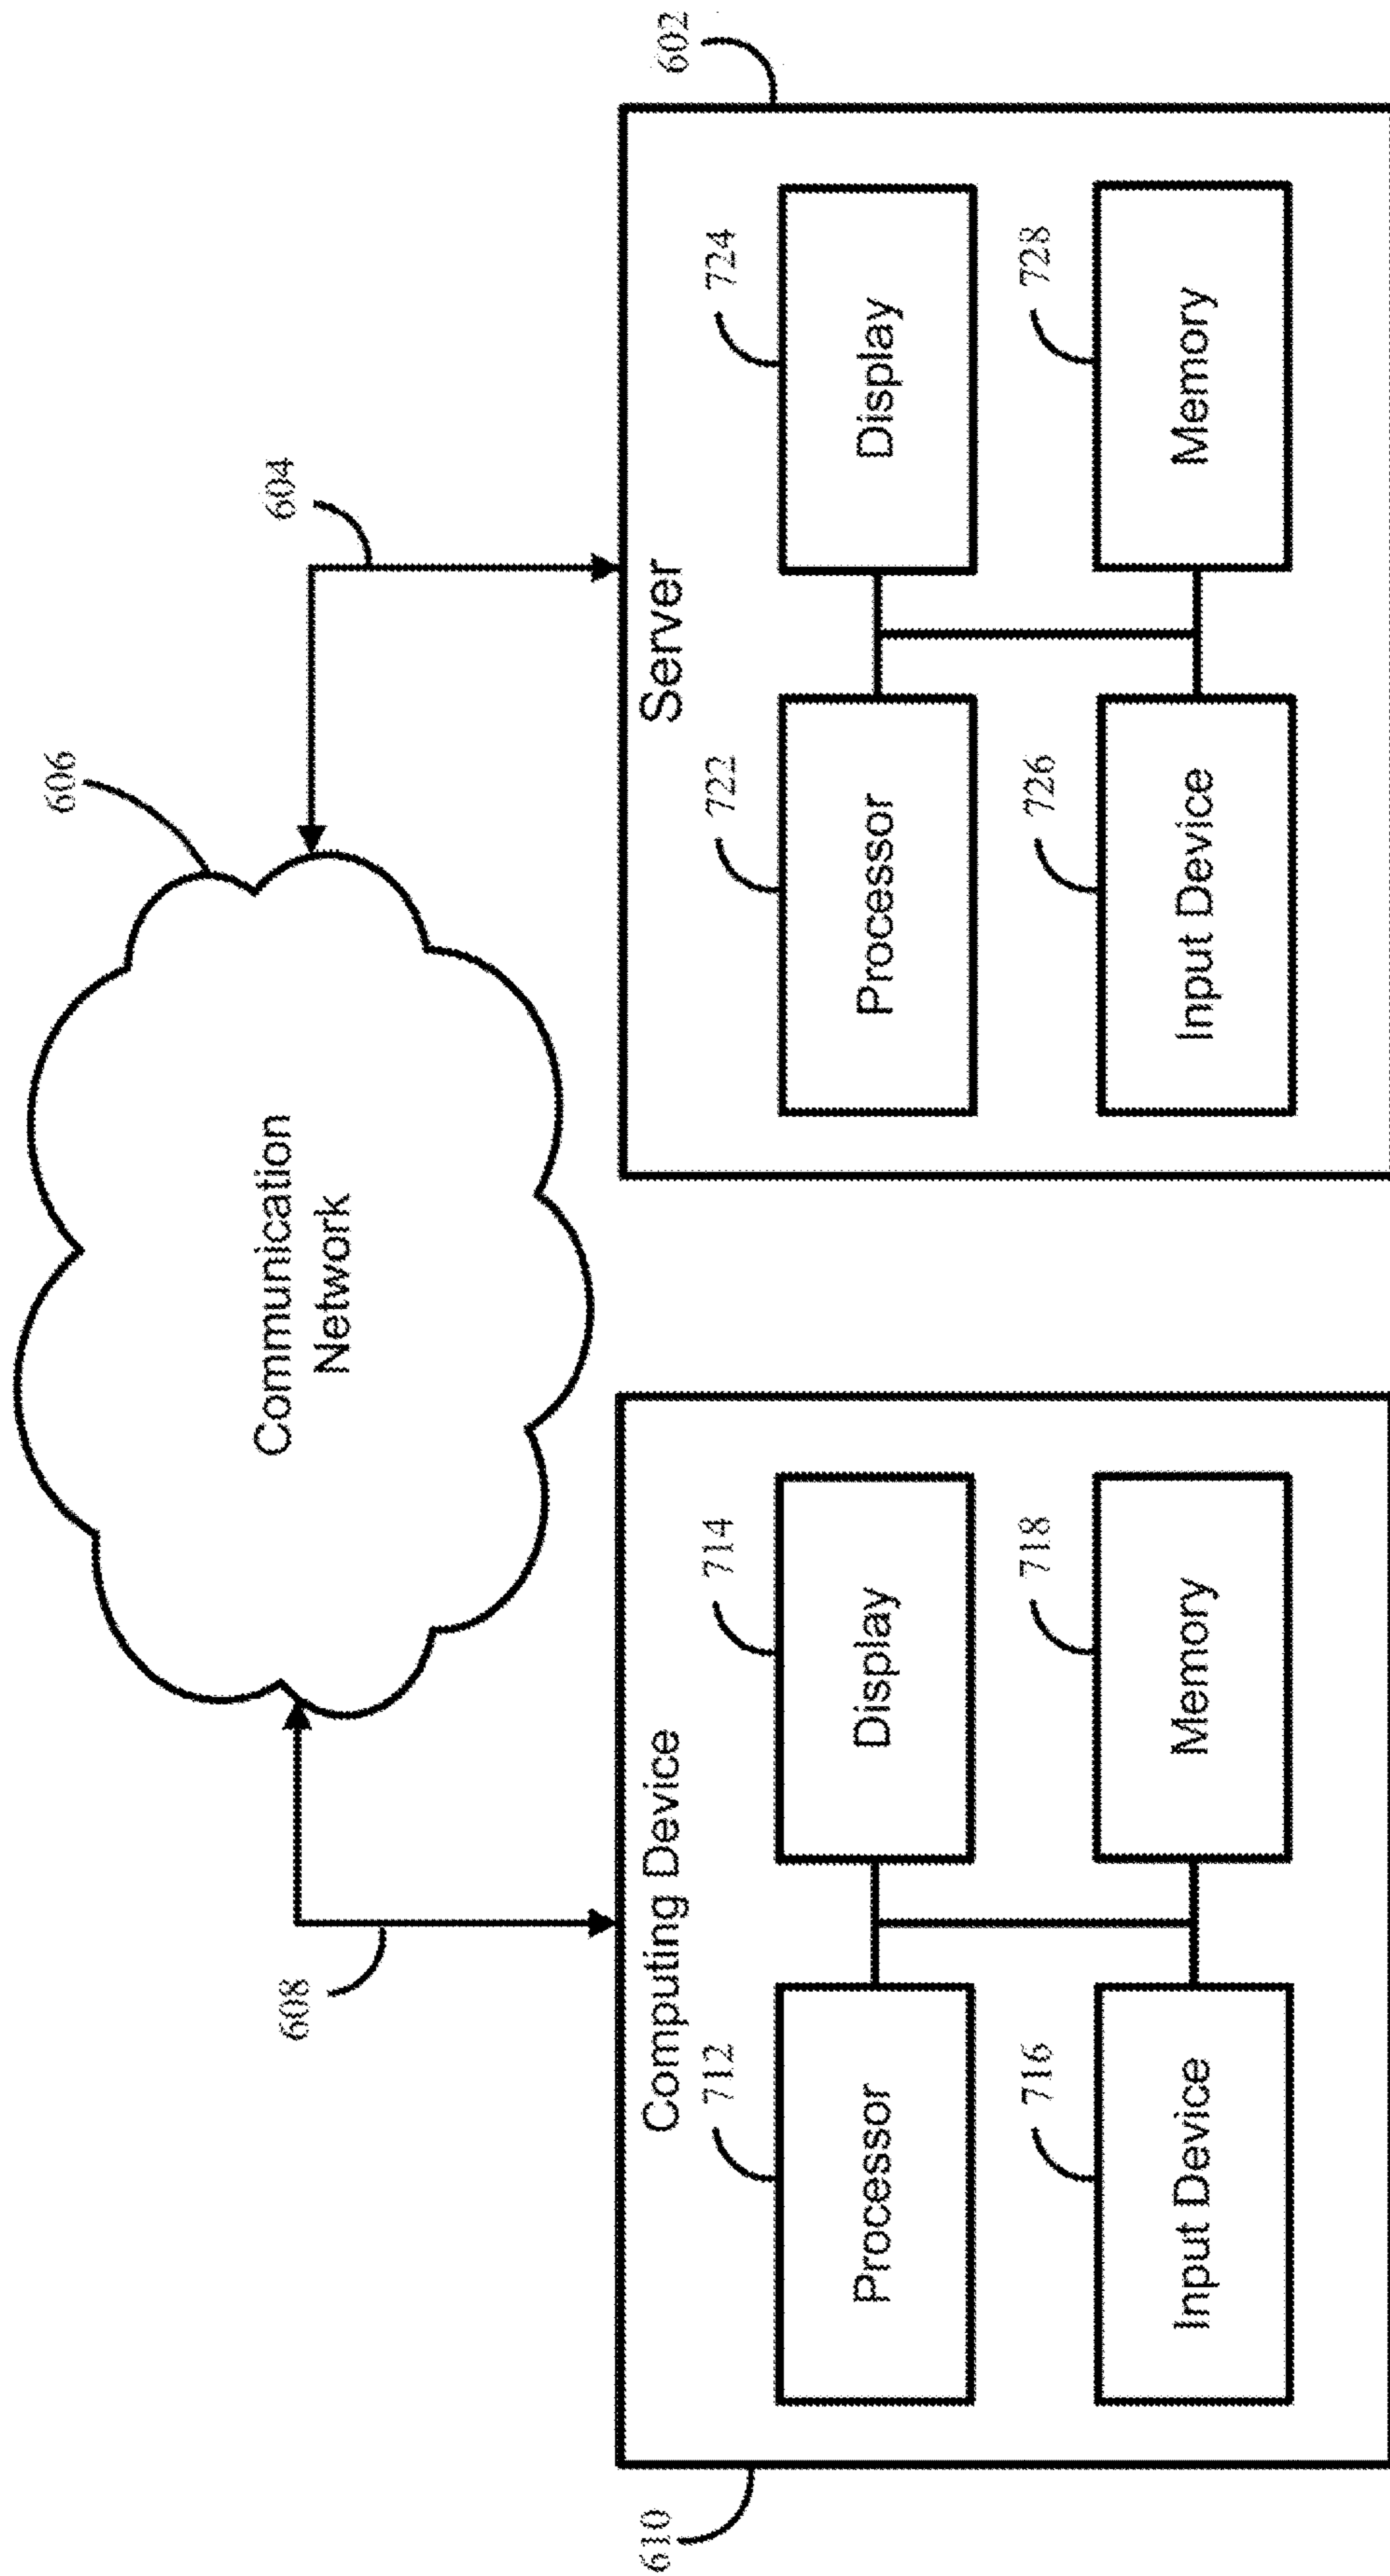 606
Communication
Network
604
608
602
610
Computing Device
712
Processor
714
Display
716
Input Device
718
Memory
Server
722
Processor
724
Display
726
Input Device
728
Memory